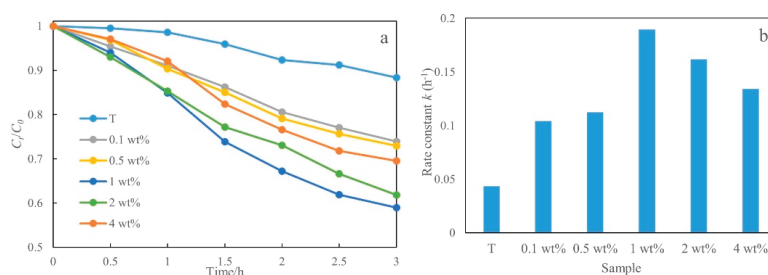 a
1
0.9
0.8
0.7
0.6
0.5
C_t/C_0
T
0.1 wt%
0.5 wt%
1 wt%
2 wt%
4 wt%
0 0.5 1 1.5 2 2.5 3
Time/h
b
0.2
0.15
0.1
0.05
0
Rate constant k (h⁻¹)
T 0.1 wt% 0.5 wt% 1 wt% 2 wt% 4 wt%
Sample